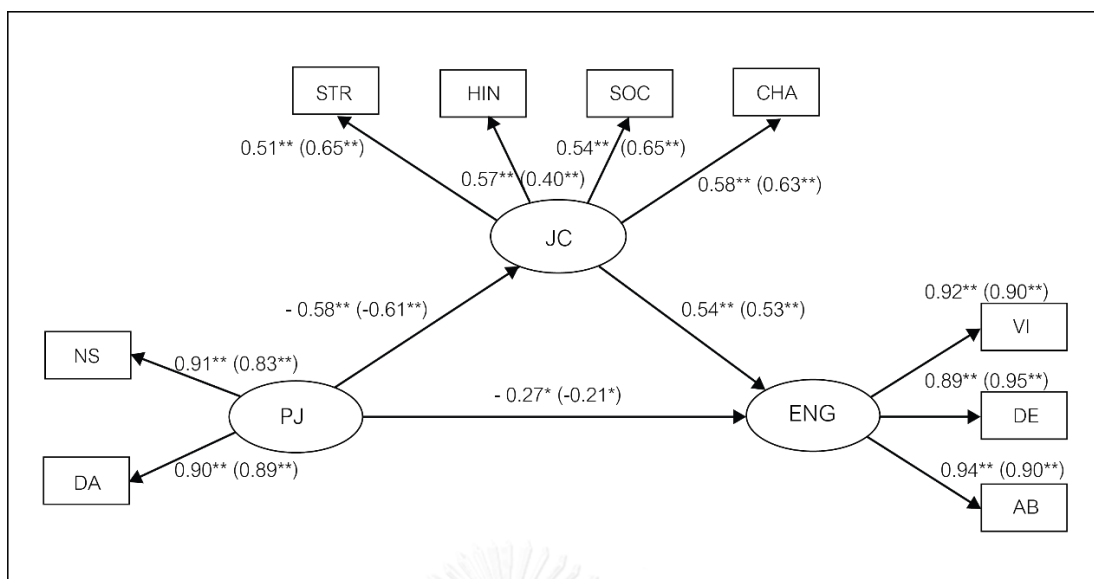 STR HIN SOC CHA
0.51** (0.65**) 0.57** (0.40**) 0.54** (0.65**) 0.58** (0.63**)
JC
- 0.58** (-0.61**) 0.54** (0.53**)
NS 0.91** (0.83**)
PJ
DA 0.90** (0.89**)
- 0.27* (-0.21*)
ENG
0.92** (0.90**)
VI
0.89** (0.95**)
DE
0.94** (0.90**)
AB